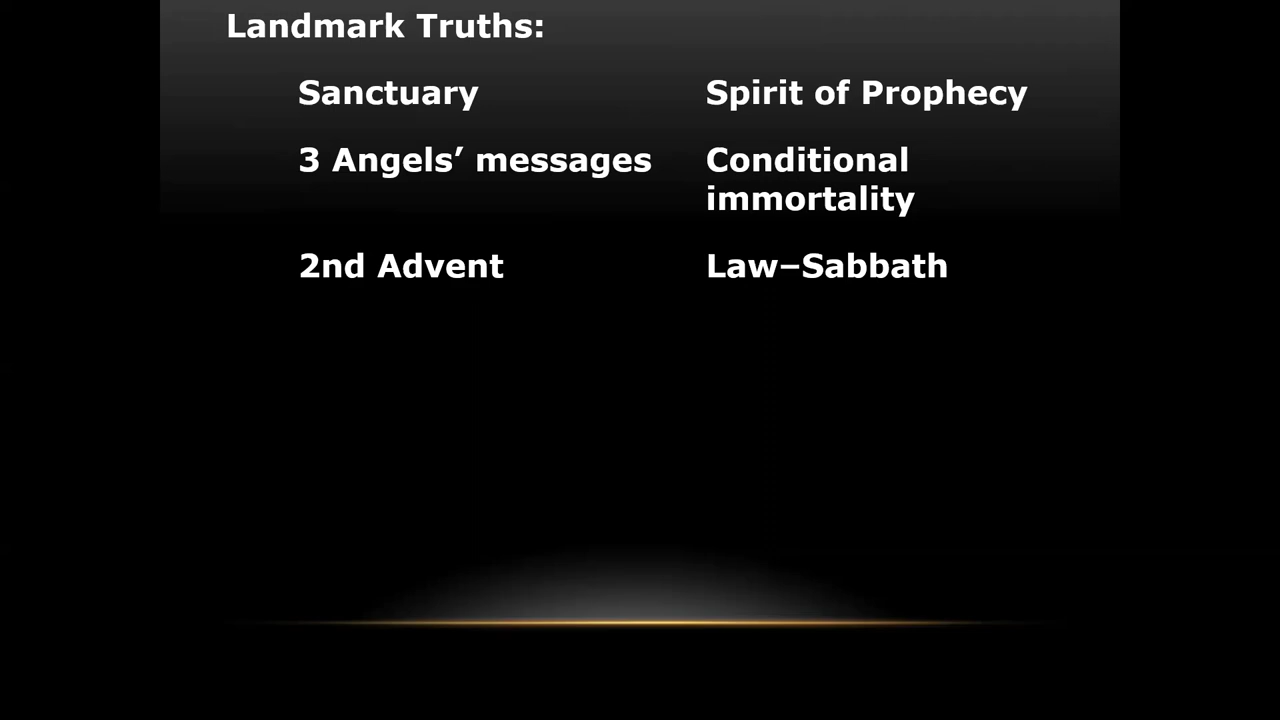 Landmark Truths:
Sanctuary
Spirit of Prophecy
3 Angels’ messages
Conditional
immortality
2nd Advent
Law–Sabbath